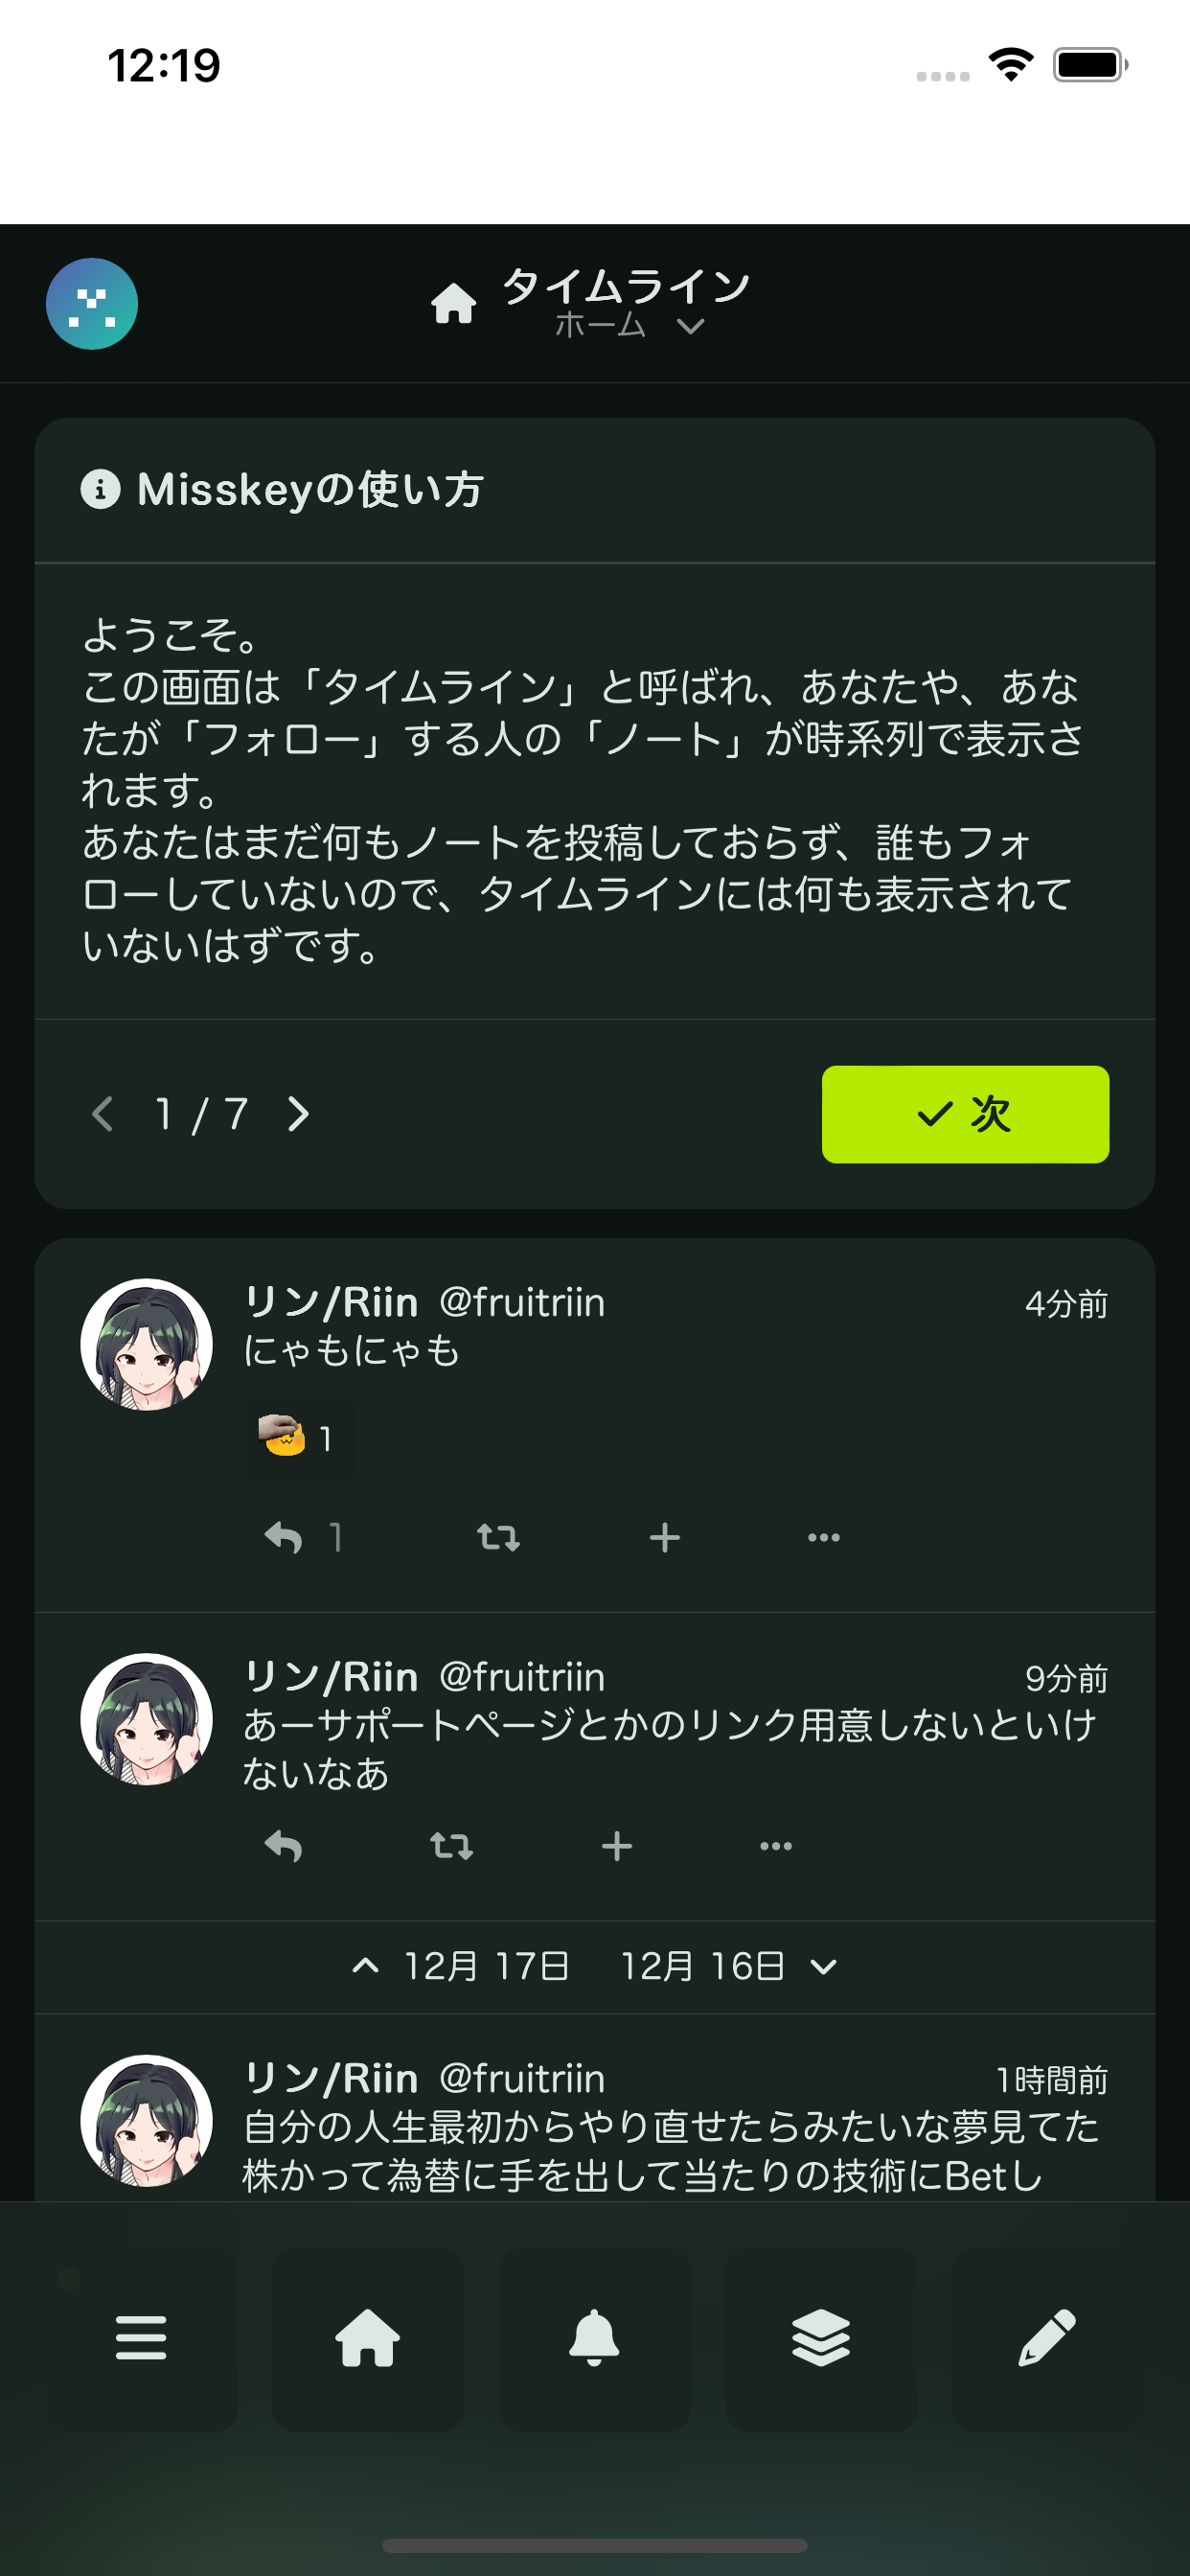 12:19
タイムライン
ホーム
Misskeyの使い方
ようこそ。
この画面は「タイムライン」と呼ばれ、あなたや、あな
たが「フォロー」する人の「ノート」が時系列で表示さ
れます。
あなたはまだ何もノートを投稿しておらず、誰もフォ
ローしていないので、タイムラインには何も表示されて
いないはずです。
1 / 7
次
リン/Riin @fruitriin 4分前
にゃもにゃも
1
1
リン/Riin @fruitriin 9分前
あーサポートページとかのリンク用意しないといけ
ないなあ
12月 17日 12月 16日
リン/Riin @fruitriin 1時間前
自分の人生最初からやり直せたらみたいな夢見てた
株かって為替に手を出して当たりの技術にBetし